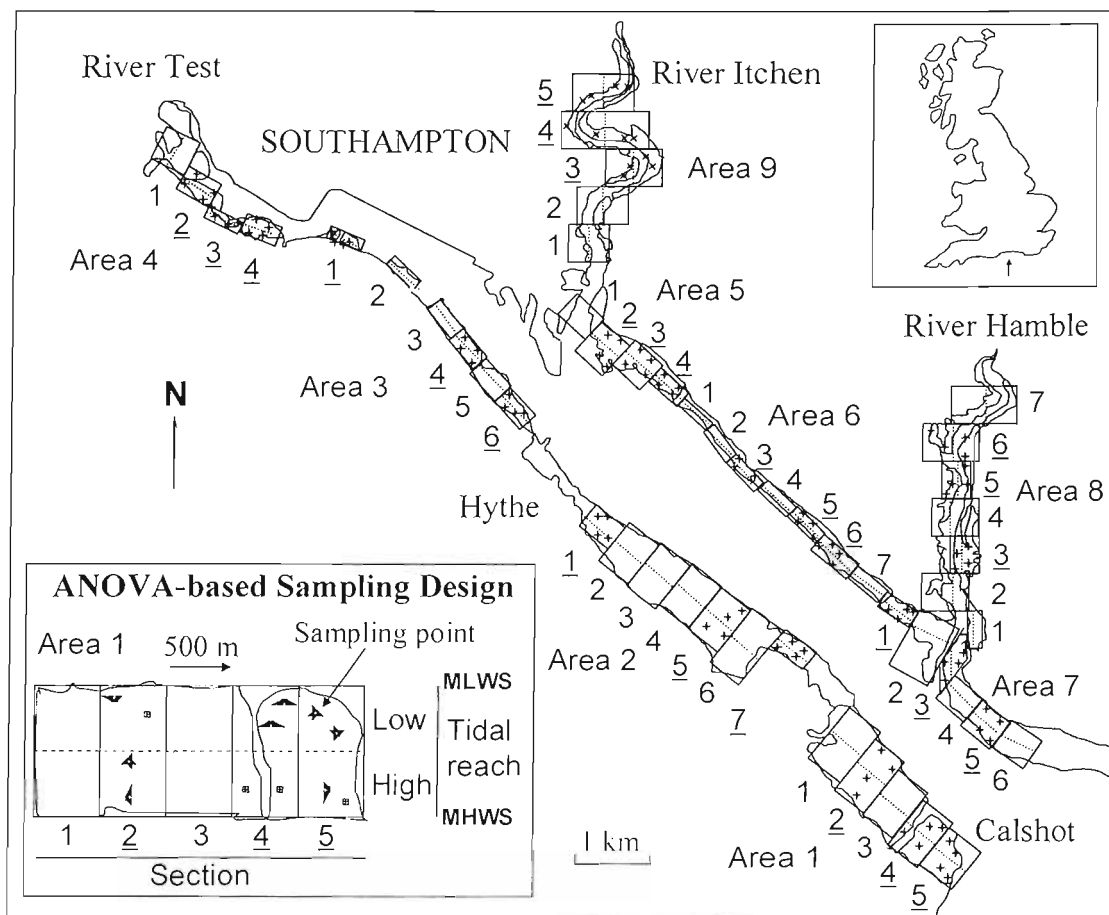 River Test
River Itchen
SOUTHAMPTON
5
4
3
Area 9
2
1
1
2
3
4
Area 4
1
2
3
4
5
6
Area 3
N
1
2
3
4
Area 5
River Hamble
1
2
3
4
5
6
7
Area 6
7
6
5
4
3
2
1
Area 8
Hythe
1
2
3
4
5
6
7
Area 2
1
2
3
4
5
6
Area 7
1
2
3
4
5
Area 1
Calshot
1 km
ANOVA-based Sampling Design
Area 1
500 m
Sampling point
MLWS
Low
Tidal
reach
High
MHWS
1 2 3 4 5
Section